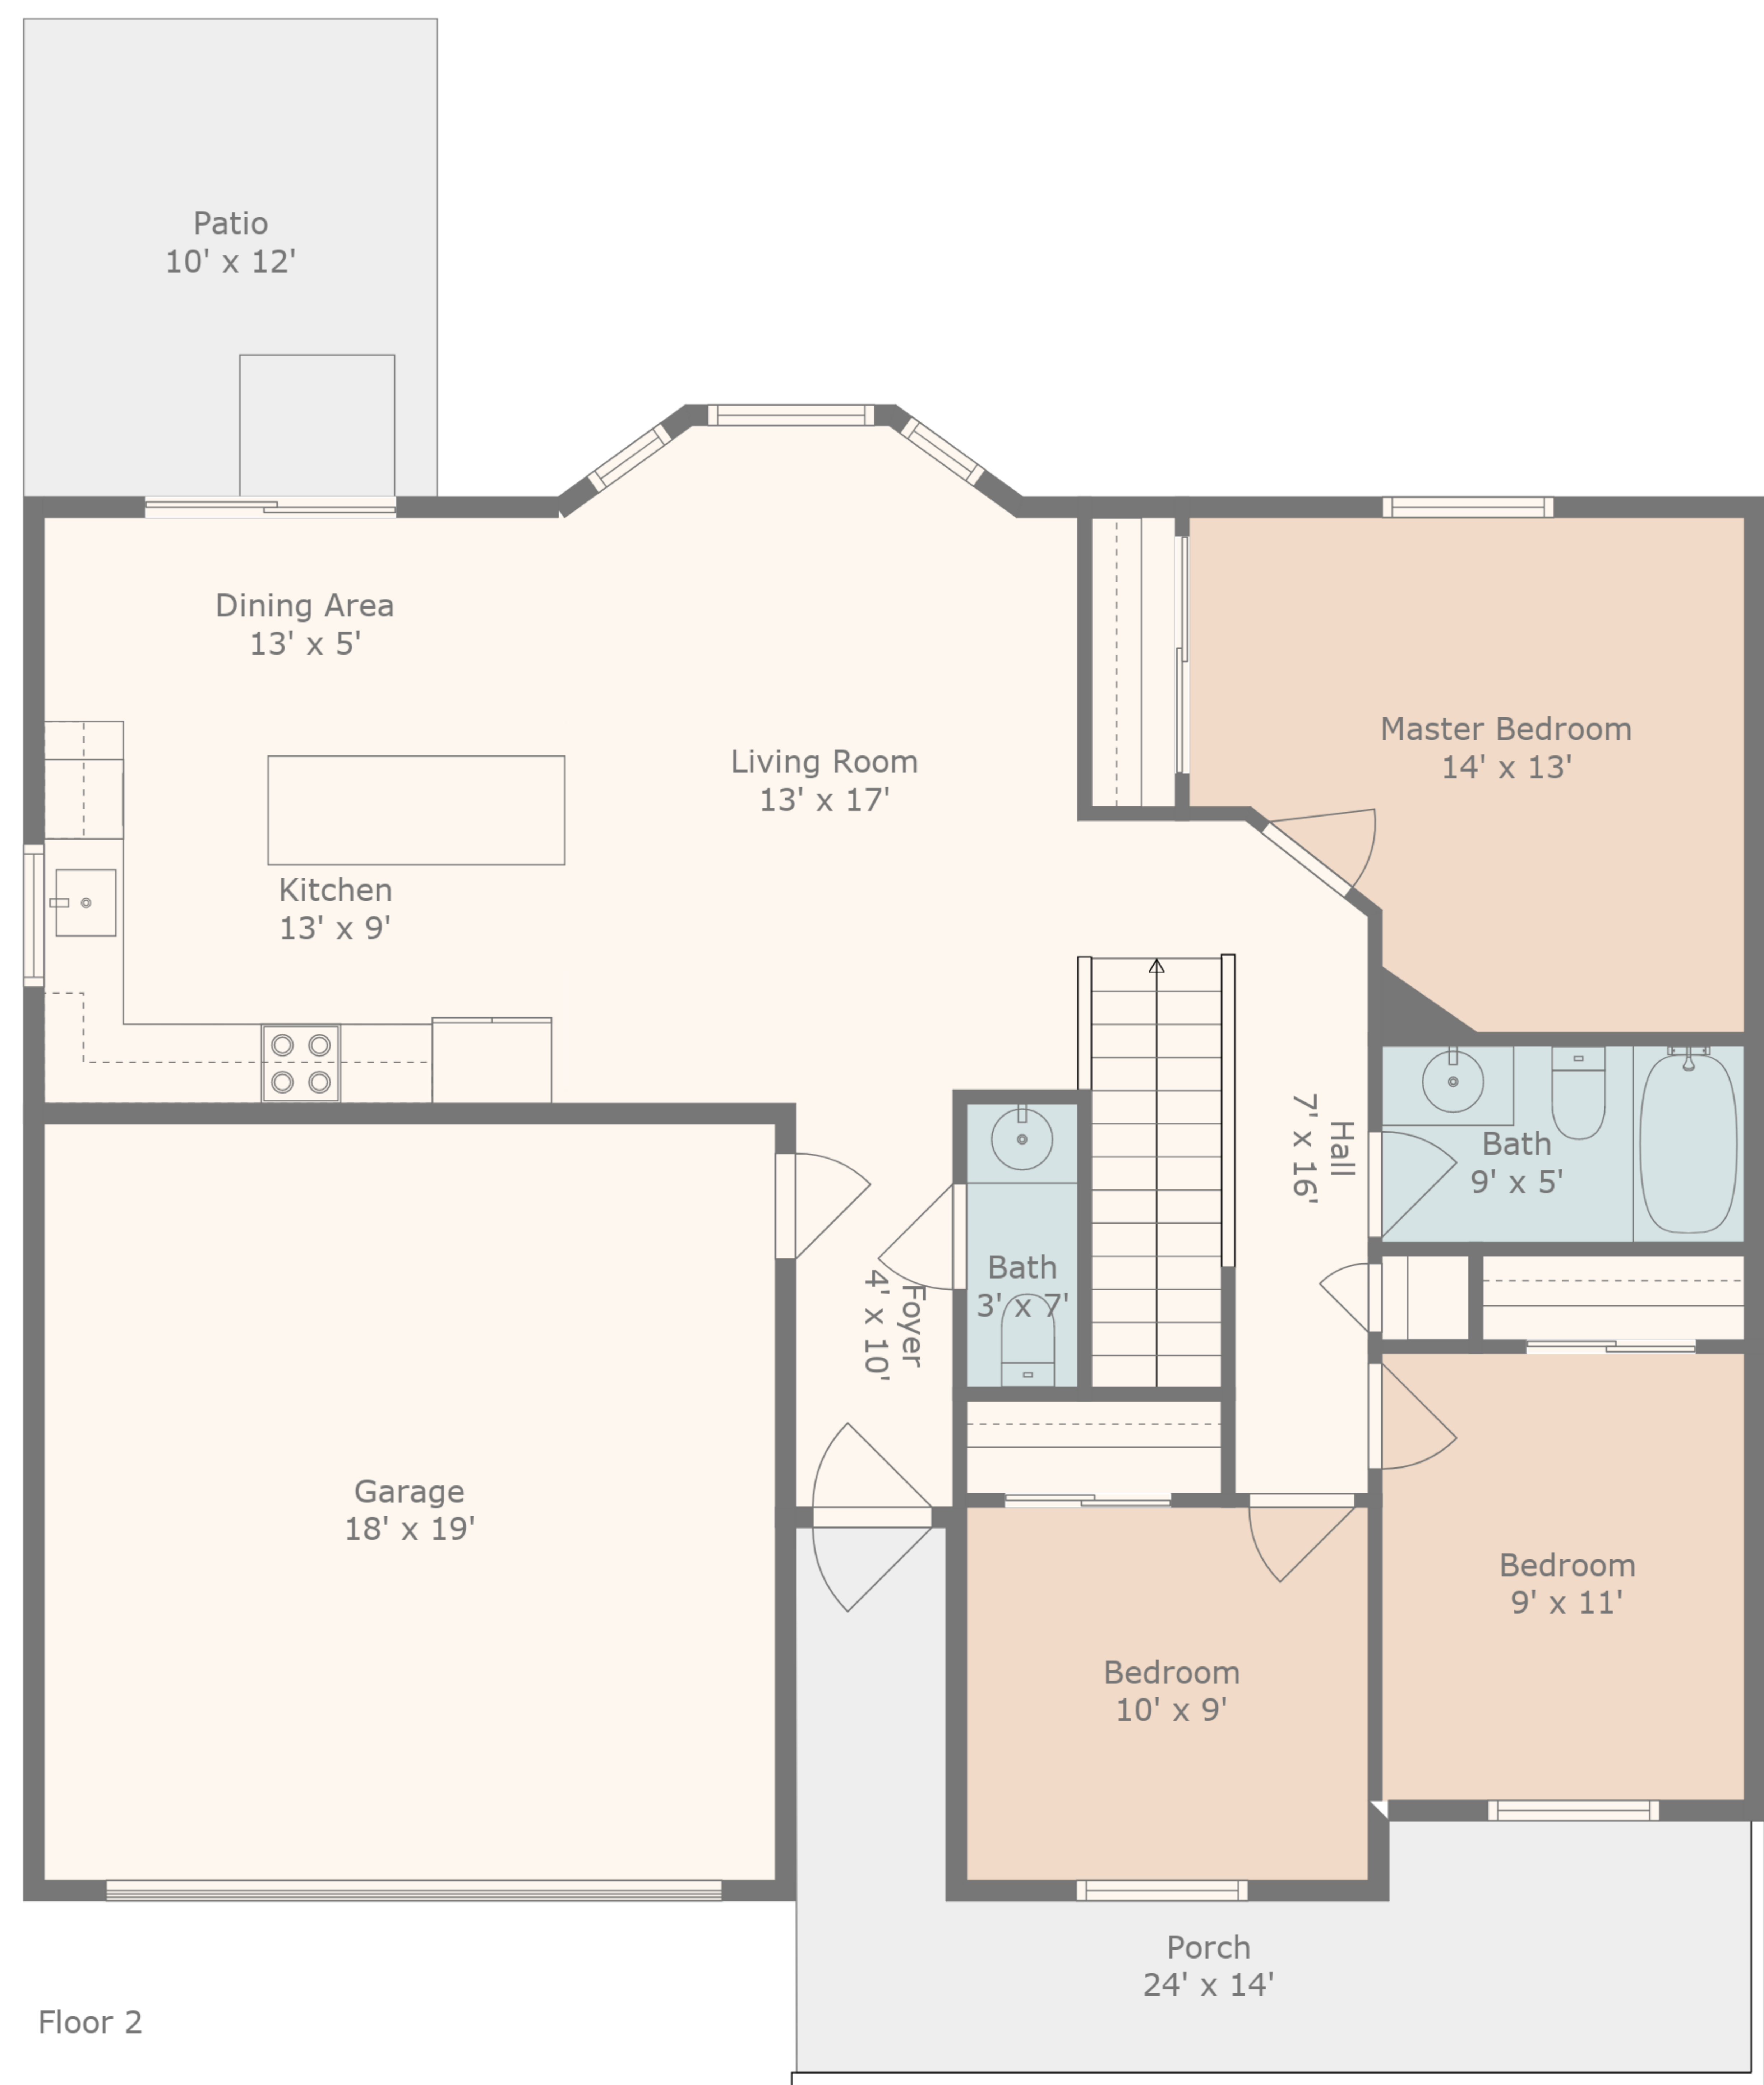 Patio
10' x 12'
Dining Area
13' x 5'
Master Bedroom
14' x 13'
Living Room
13' x 17'
Kitchen
13' x 9'
Hall
7' x 16'
Bath
9' x 5'
Bath
3' x 7'
Foyer
4' x 10'
Garage
18' x 19'
Bedroom
9' x 11'
Bedroom
10' x 9'
Porch
24' x 14'
Floor 2